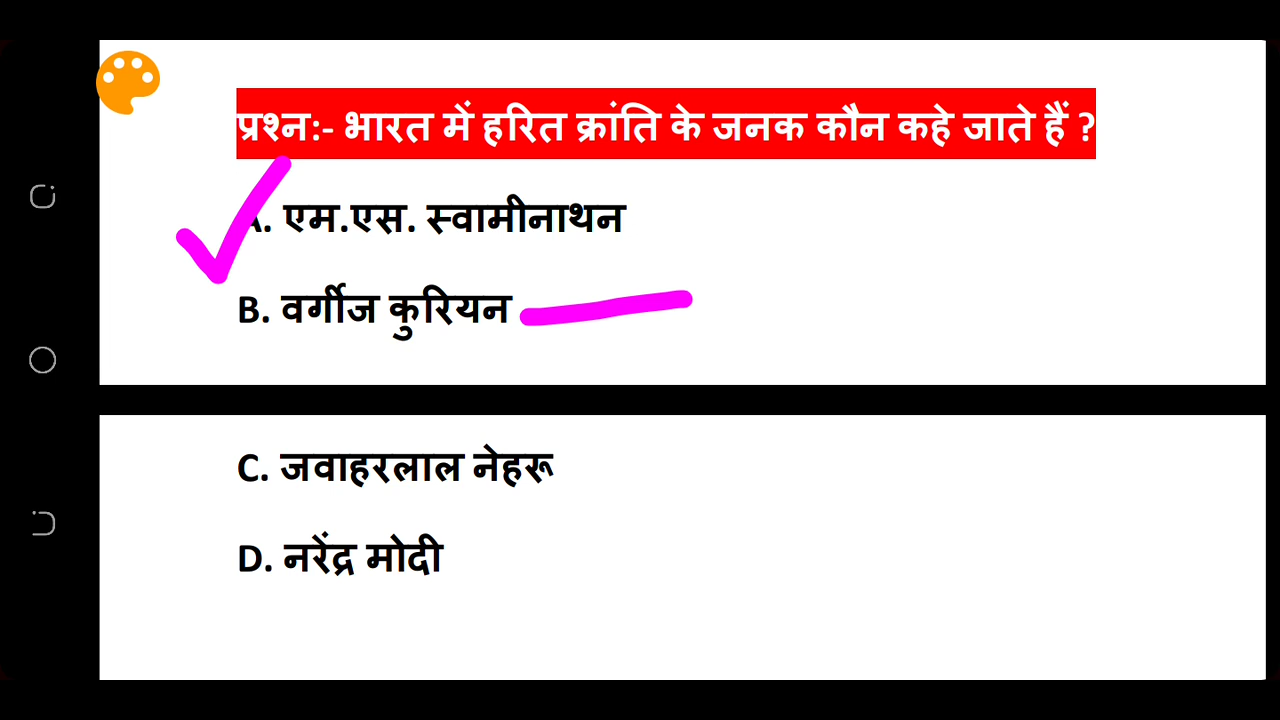 प्रश्न:- भारत में हरित क्रांति के जनक कौन कहे जाते हैं ?
A. एम.एस. स्वामीनाथन
B. वर्गीज कुरियन
C. जवाहरलाल नेहरू
D. नरेंद्र मोदी